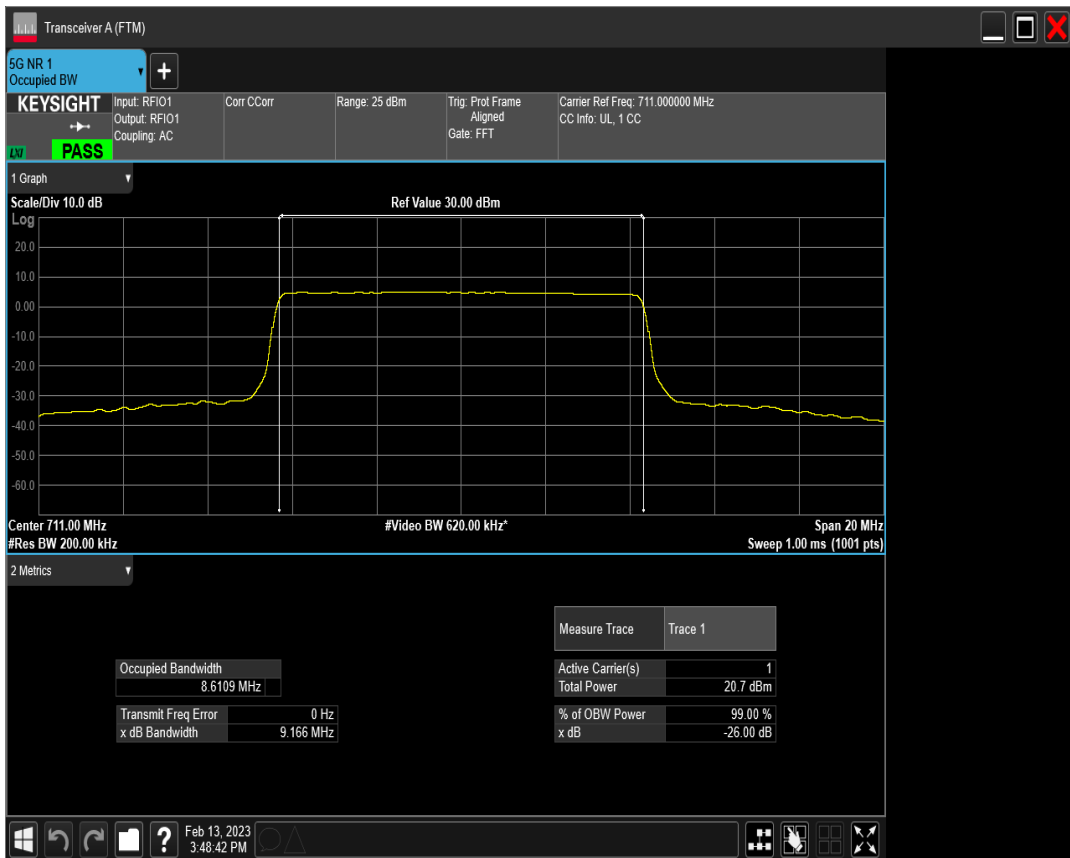 Transceiver A (FTM)
5G NR 1
Occupied BW
+
KEYSIGHT
LXI
PASS
Input: RFIO1
Output: RFIO1
Coupling: AC
Corr CCorr
Range: 25 dBm
Trig: Prot Frame
Aligned
Gate: FFT
Carrier Ref Freq: 711.000000 MHz
CC Info: UL, 1 CC
1 Graph
Scale/Div 10.0 dB
Ref Value 30.00 dBm
Log
20.0
10.0
0.00
-10.0
-20.0
-30.0
-40.0
-50.0
-60.0
Center 711.00 MHz
#Video BW 620.00 kHz*
Span 20 MHz
#Res BW 200.00 kHz
Sweep 1.00 ms (1001 pts)
2 Metrics
Measure Trace Trace 1
Occupied Bandwidth
8.6109 MHz
Active Carrier(s) 1
Total Power 20.7 dBm
Transmit Freq Error 0 Hz
x dB Bandwidth 9.166 MHz
% of OBW Power 99.00 %
x dB -26.00 dB
?
Feb 13, 2023
3:48:42 PM